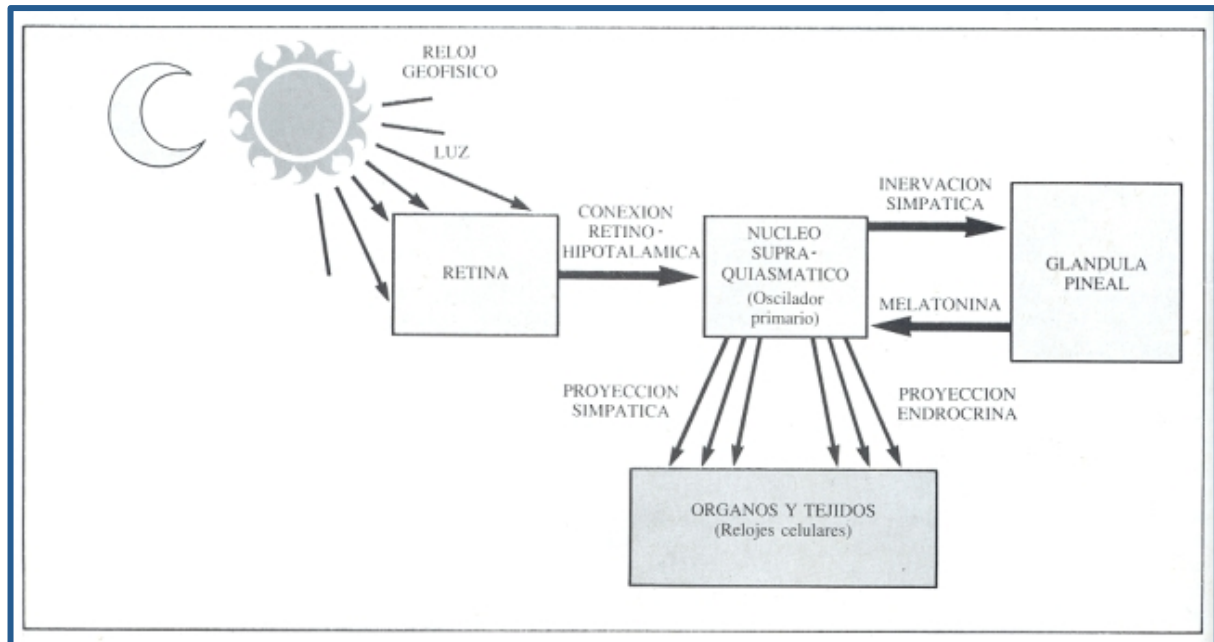 RELOJ
GEOFISICO
LUZ
RETINA
CONEXION
RETINO-
HIPOTALAMICA
NUCLEO
SUPRA-
QUIASMATICO
(Oscilador
primario)
INERVACION
SIMPATICA
MELATONINA
GLANDULA
PINEAL
PROYECCION
SIMPATICA
PROYECCION
ENDROCRINA
ORGANOS Y TEJIDOS
(Relojes celulares)